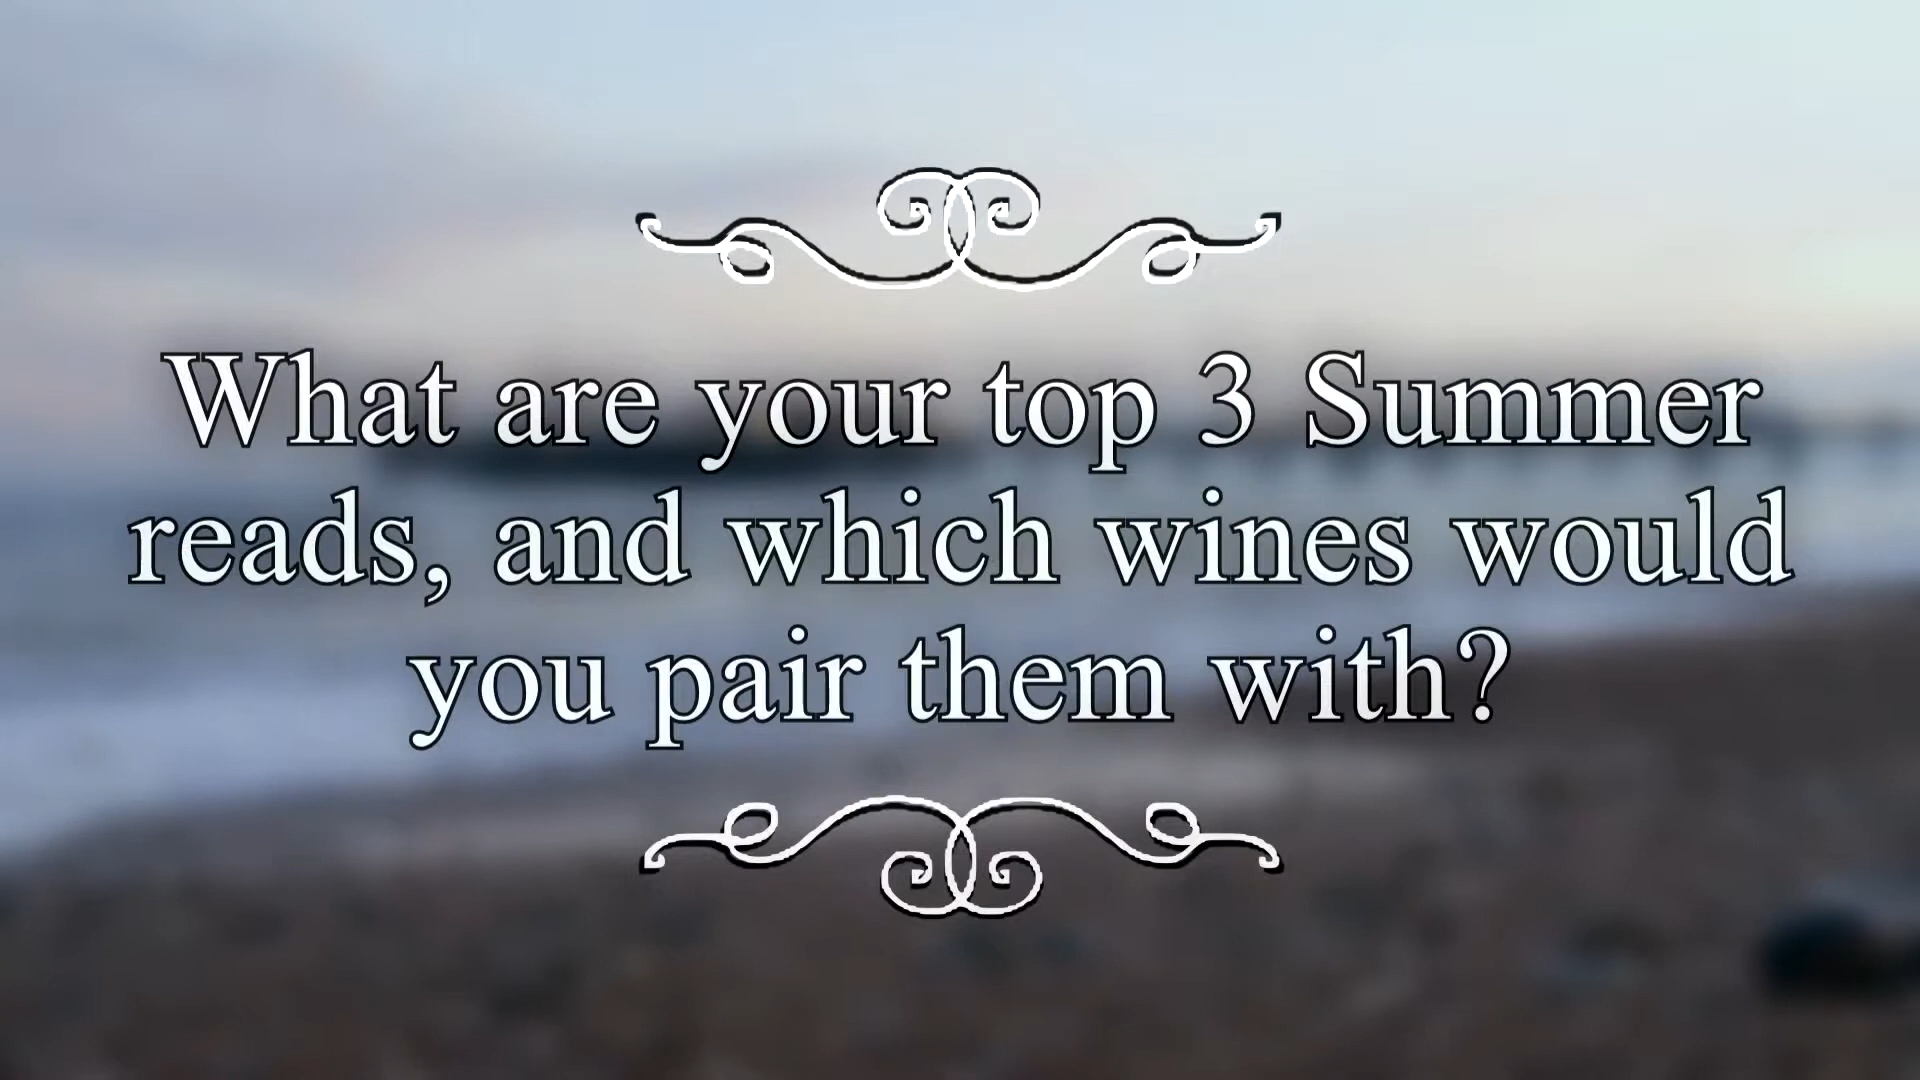 What are your top 3 Summer
reads, and which wines would
you pair them with?